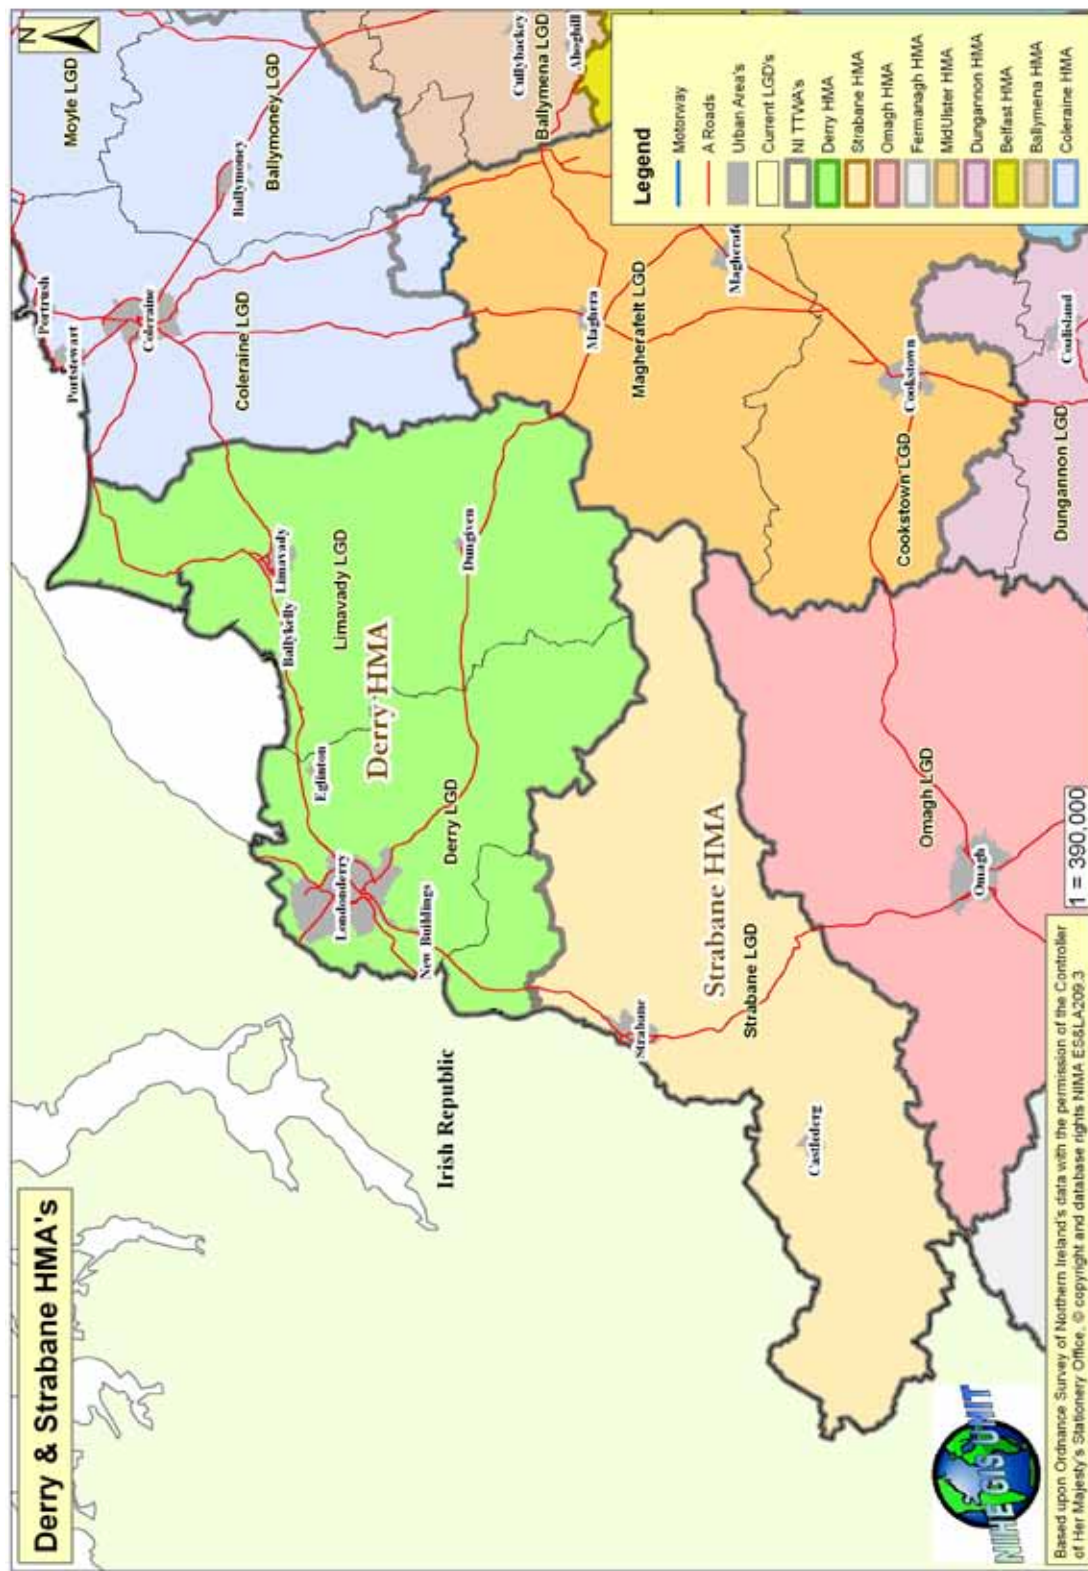 Derry & Strabane HMA's
N
Moyle LGD
Portrush
Portstewart
Coleraine
Ballymoney
Ballymoney LGD
Coleraine LGD
Cullybackey
Ahoghill
Ballymena LGD
Limavady
Ballykelly
Limavady LGD
Eglinton
Derry HMA
Londonderry
Derry LGD
New Buildings
Dungiven
Maghera
Magherafelt LGD
Irish Republic
Strabane
Strabane HMA
Strabane LGD
Castlederg
Cookstown
Cookstown LGD
Omagh LGD
Omagh
Coalisland
Dungannon LGD
Legend
Motorway
A Roads
Urban Area's
Current LGD's
NI TTWA's
Derry HMA
Strabane HMA
Omagh HMA
Fermanagh HMA
MidUlster HMA
Dungannon HMA
Belfast HMA
Ballymena HMA
Coleraine HMA
NIHE GIS UNIT
1 = 390,000
Based upon Ordnance Survey of Northern Ireland's data with the permission of the Controller
of Her Majesty's Stationery Office, © copyright and database rights NIMA ES&LA209.3